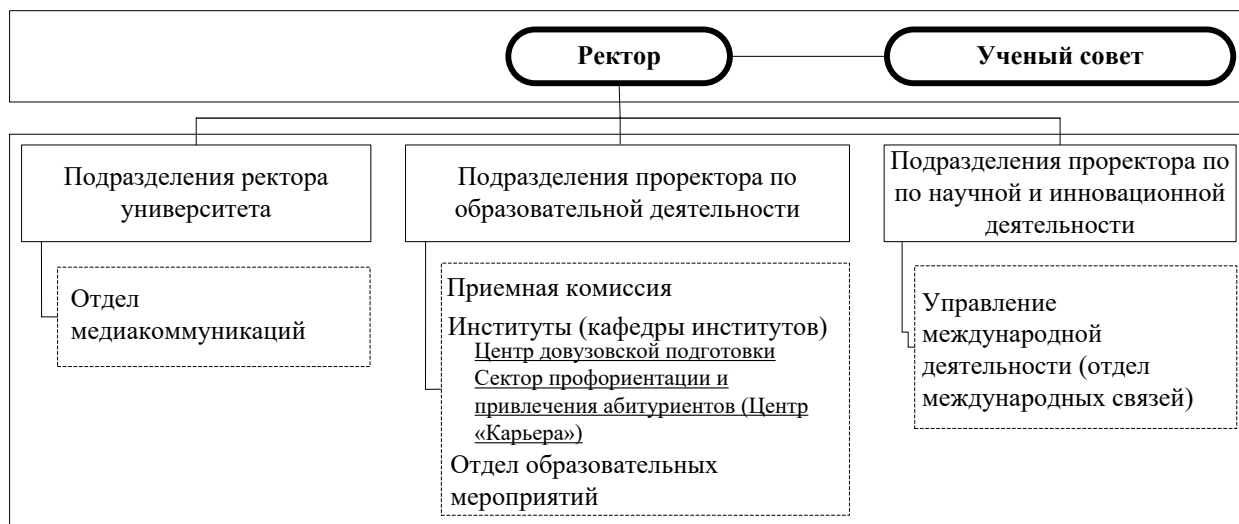 Ректор
Ученый совет
Подразделения ректора
университета
Подразделения проректора по
образовательной деятельности
Подразделения проректора по
по научной и инновационной
деятельности
Отдел
медиакоммуникаций
Приемная комиссия
Институты (кафедры институтов)
Центр довузовской подготовки
Сектор профориентации и
привлечения абитуриентов (Центр
«Карьера»)
Отдел образовательных
мероприятий
Управление
международной
деятельности (отдел
международных связей)